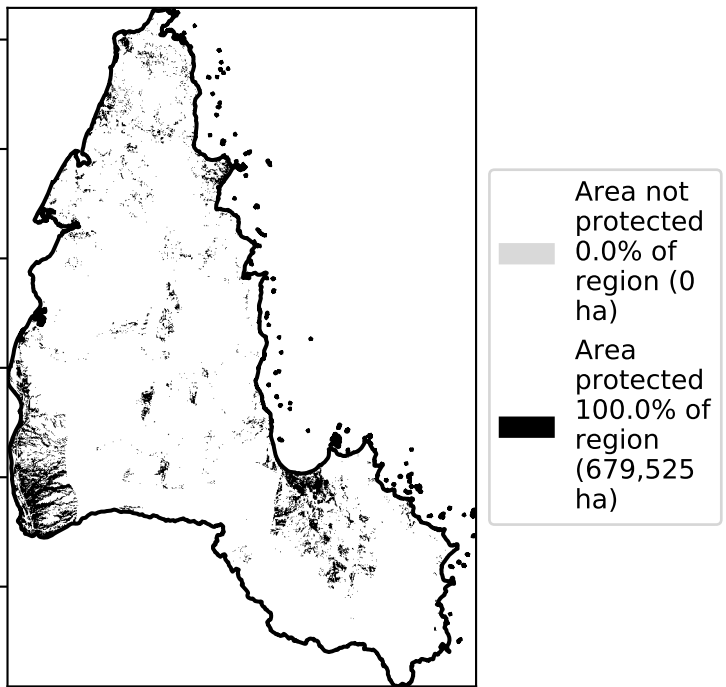 Area not
protected
0.0% of
region (0
ha)
Area
protected
100.0% of
region
(679,525
ha)